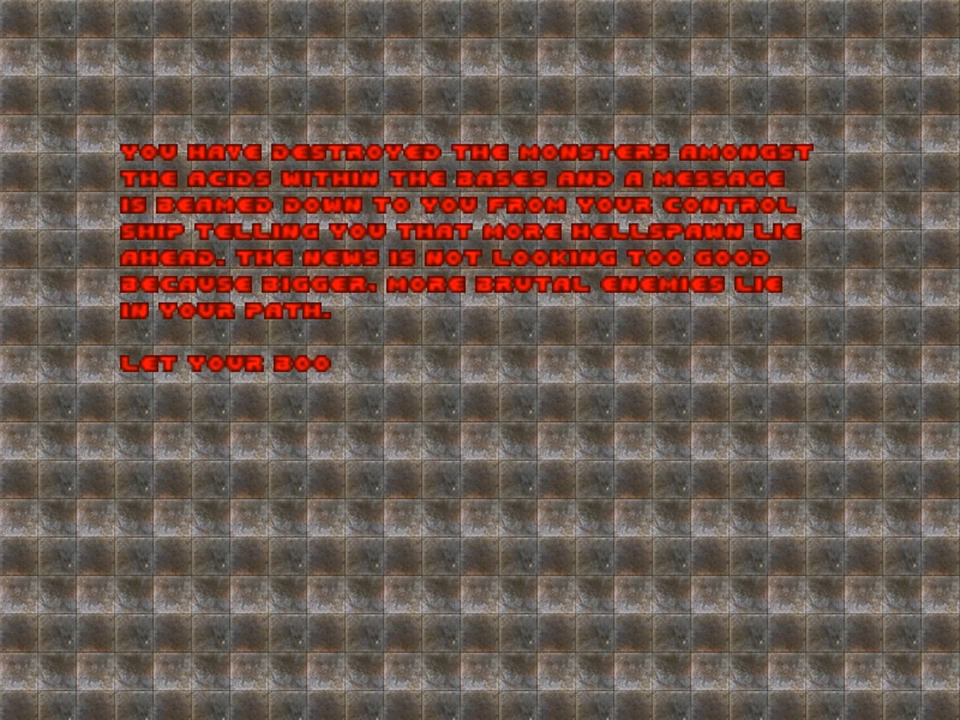 YOU HAVE DESTROYED THE MONSTERS AMONGST
THE ACIDS WITHIN THE BASES AND A MESSAGE
IS BEAMED DOWN TO YOU FROM YOUR CONTROL
SHIP TELLING YOU THAT MORE HELLSPAWN LIE
AHEAD. THE NEWS IS NOT LOOKING TOO GOOD
BECAUSE BIGGER, MORE BRUTAL ENEMIES LIE
IN YOUR PATH.
LET YOUR BOO